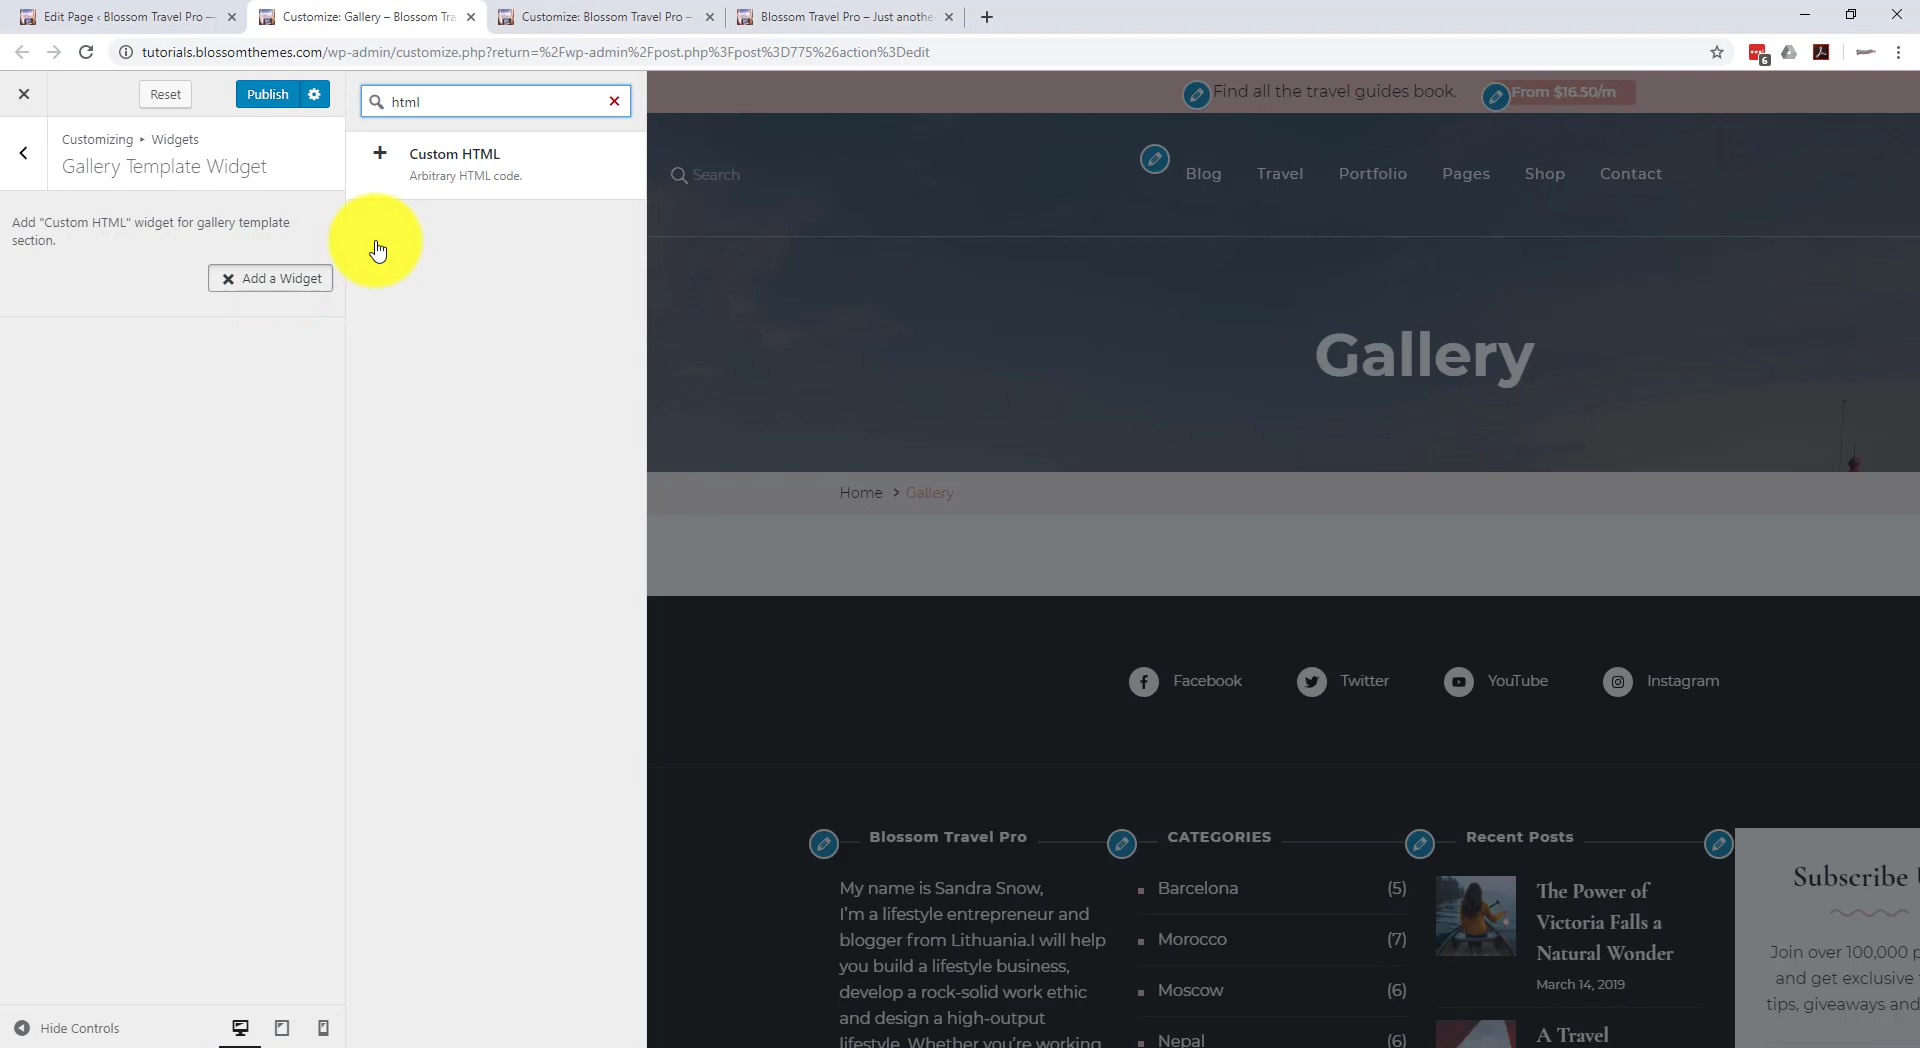 Edit Page ‹ Blossom Travel Pro —
Customize: Gallery – Blossom Tra
Customize: Blossom Travel Pro –
Blossom Travel Pro – Just anothe
tutorials.blossomthemes.com/wp-admin/customize.php?return=%2Fwp-admin%2Fpost.php%3Fpost%3D775%26action%3Dedit
6
Reset
Publish
html
Customizing ▸ Widgets
Gallery Template Widget
Custom HTML
Arbitrary HTML code.
Add "Custom HTML" widget for gallery template
section.
Add a Widget
Find all the travel guides book.
From $16.50/m
Search
Blog
Travel
Portfolio
Pages
Shop
Contact
Gallery
Home > Gallery
Facebook
Twitter
YouTube
Instagram
Blossom Travel Pro
My name is Sandra Snow,
I'm a lifestyle entrepreneur and
blogger from Lithuania.I will help
you build a lifestyle business,
develop a rock-solid work ethic
and design a high-output
lifestyle. Whether you're working
CATEGORIES
Barcelona (5)
Morocco (7)
Moscow (6)
Nepal (6)
Recent Posts
The Power of
Victoria Falls a
Natural Wonder
March 14, 2019
A Travel
Subscribe U
Join over 100,000 p
and get exclusive
tips, giveaways and
Hide Controls